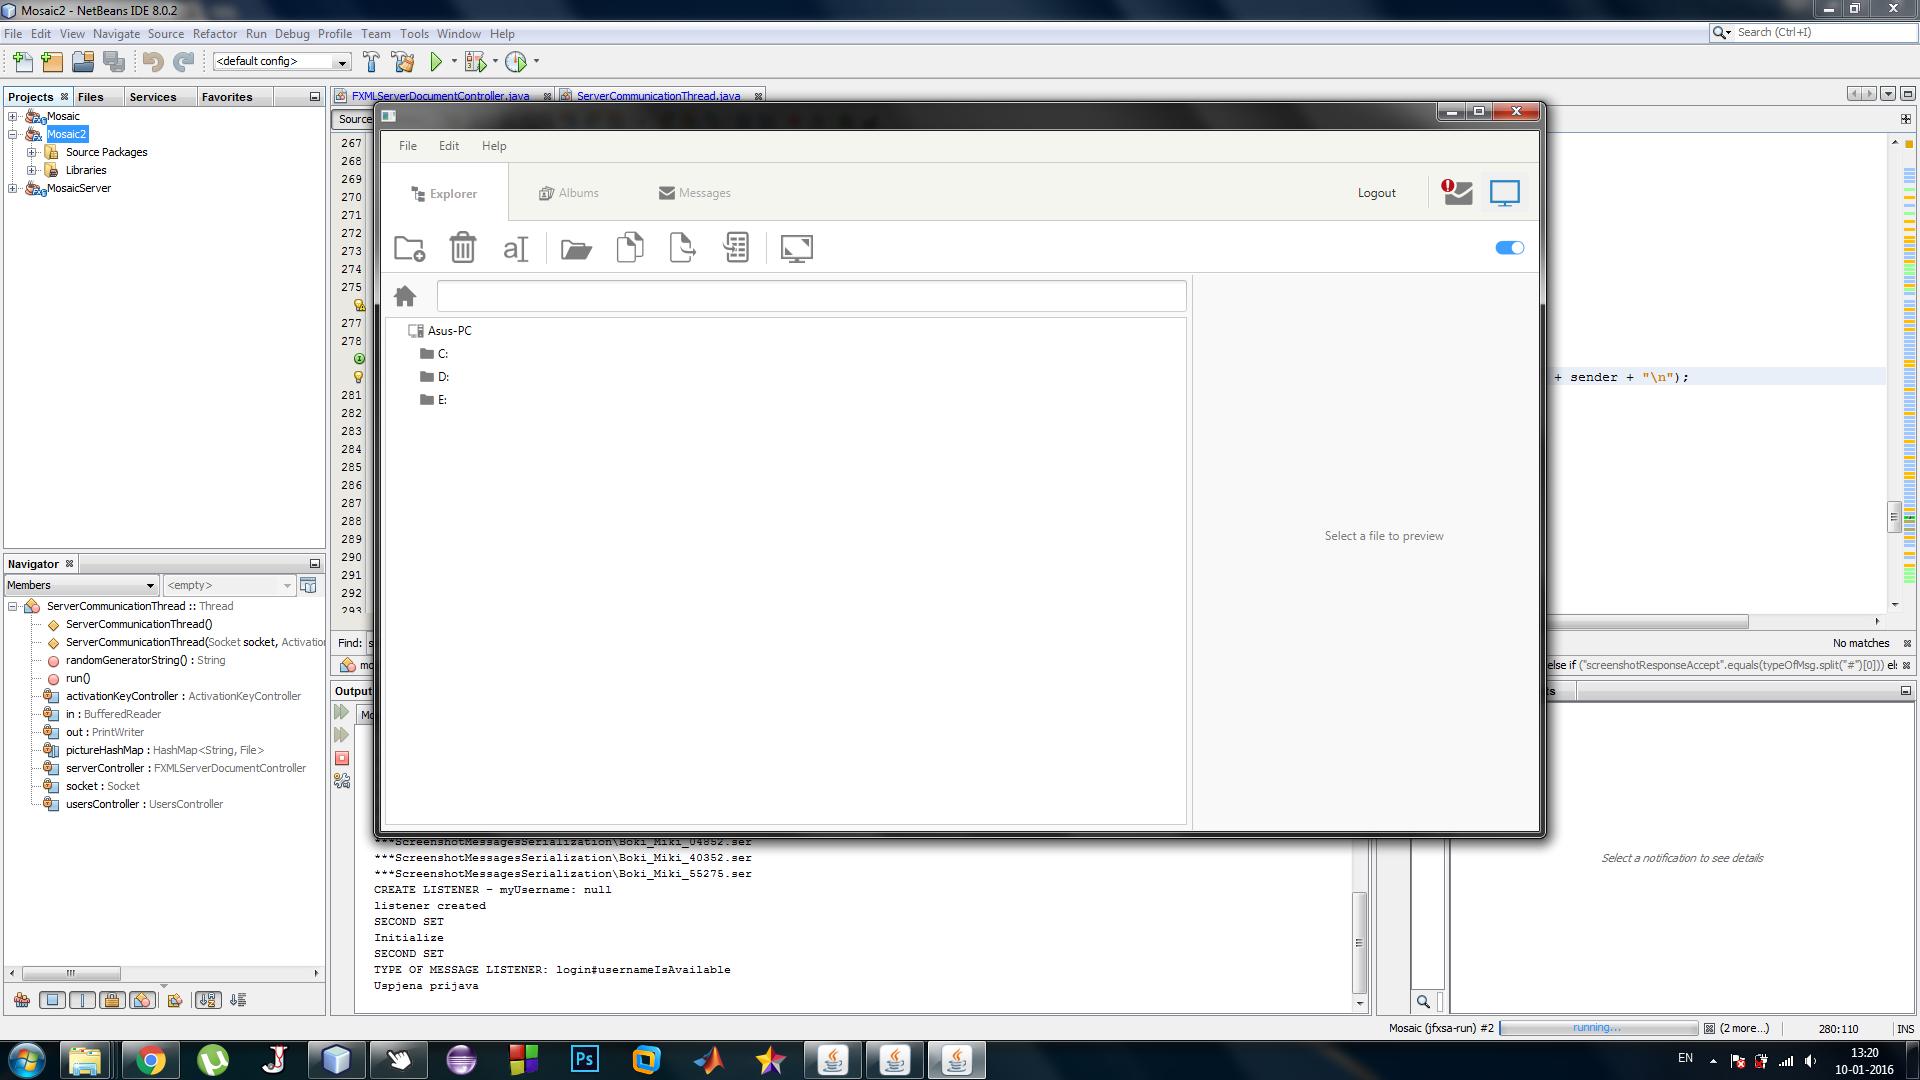 Mosaic2 - NetBeans IDE 8.0.2
File Edit View Navigate Source Refactor Run Debug Profile Team Tools Window Help
Search (Ctrl+I)
<default config>
Projects Files Services Favorites
FXMLServerDocumentController.java ServerCommunicationThread.java
Mosaic
Mosaic2
Source Packages
Libraries
MosaicServer
Source
267
268
269
270
271
272
273
274
275
277
278
281
282
283
284
285
286
287
288
289
290
291
292
293
+ sender + "\n");
File Edit Help
Explorer Albums Messages Logout
Asus-PC
C:
D:
E:
Select a file to preview
Navigator
Members <empty>
ServerCommunicationThread :: Thread
ServerCommunicationThread()
ServerCommunicationThread(Socket socket, Activation
randomGeneratorString() : String
run()
activationKeyController : ActivationKeyController
in : BufferedReader
out : PrintWriter
pictureHashMap : HashMap<String, File>
serverController : FXMLServerDocumentController
socket : Socket
usersController : UsersController
Find: s
No matches
else if ("screenshotResponseAccept".equals(typeOfMsg.split("#")[0]))
Output
***ScreenshotMessagesSerialization\Boki_Miki_04852.ser
***ScreenshotMessagesSerialization\Boki_Miki_40352.ser
***ScreenshotMessagesSerialization\Boki_Miki_55275.ser
CREATE LISTENER - myUsername: null
listener created
SECOND SET
Initialize
SECOND SET
TYPE OF MESSAGE LISTENER: login#usernameIsAvailable
Uspjena prijava
Select a notification to see details
Mosaic (jfxsa-run) #2 running... (2 more...) 280:110 INS
Ps
EN
13:20
10-01-2016